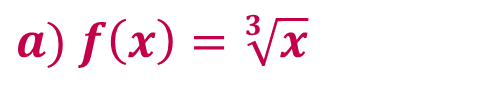 a) f(x) = ∛x